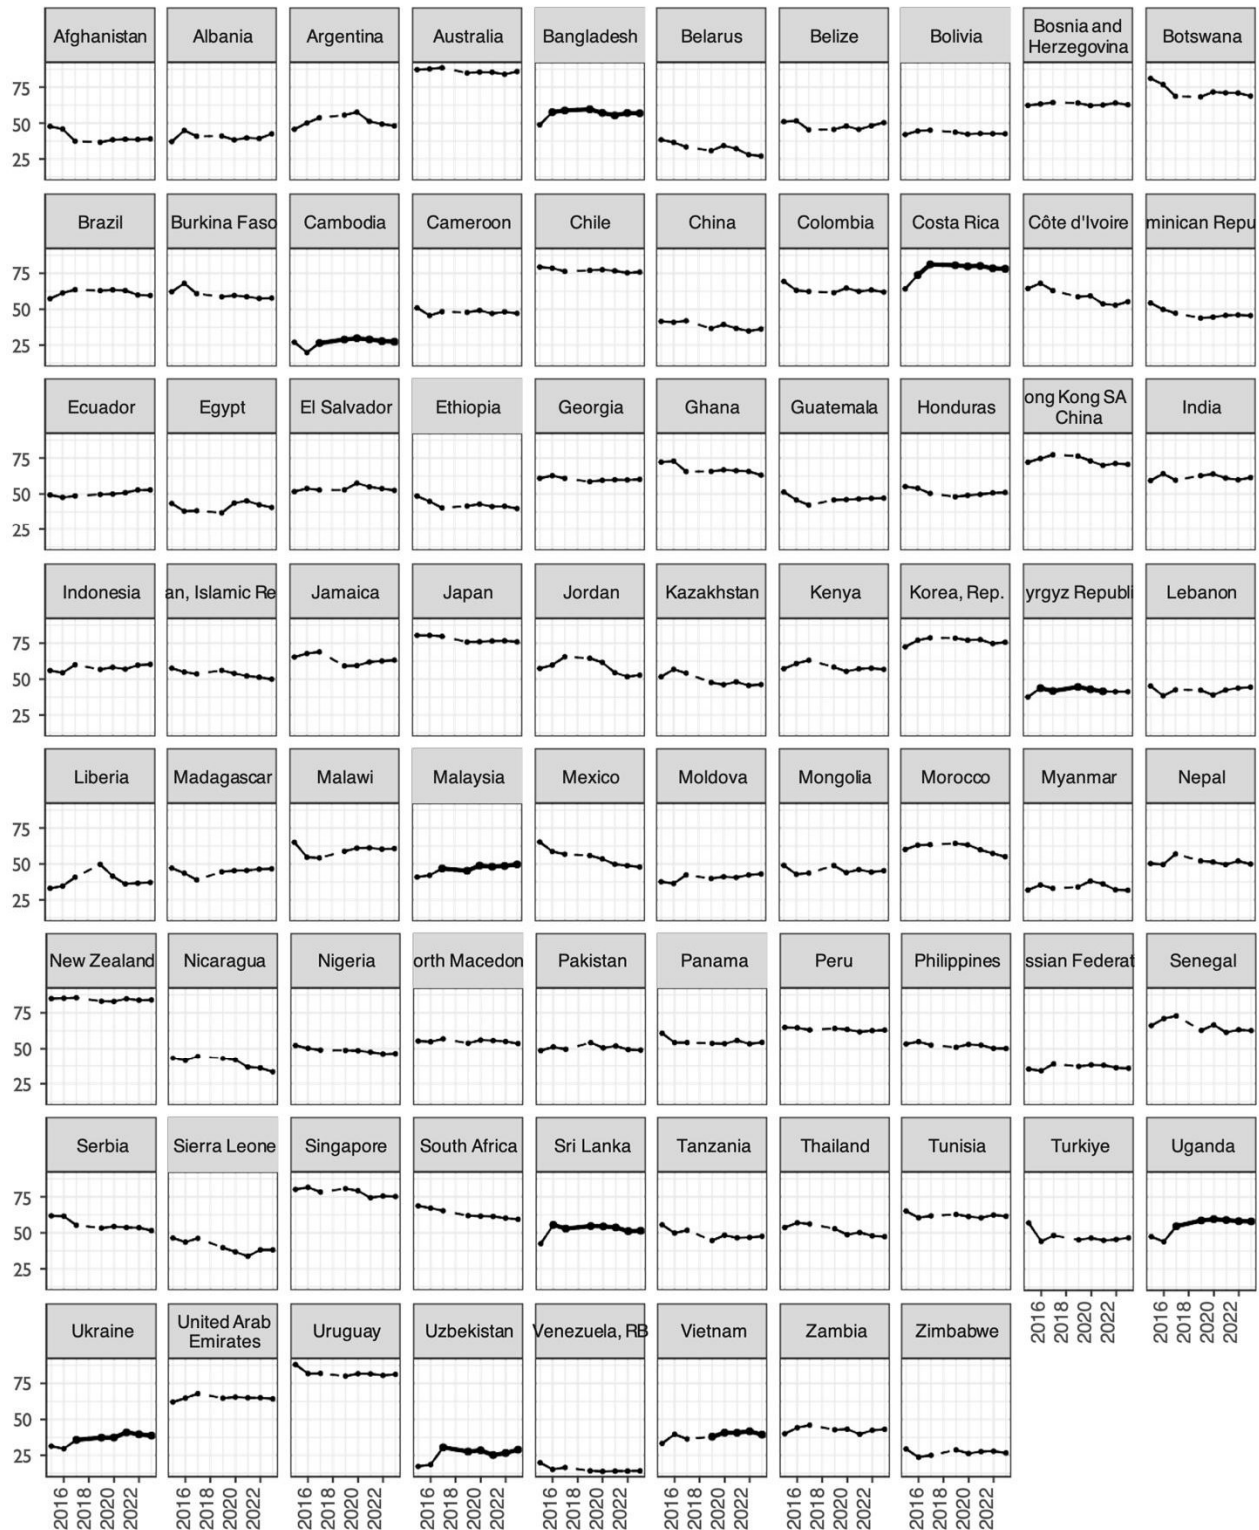 Afghanistan Albania Argentina Australia Bangladesh Belarus Belize Bolivia Bosnia and Herzegovina Botswana
75
50
25
Brazil Burkina Faso Cambodia Cameroon Chile China Colombia Costa Rica Côte d'Ivoire minican Repu
75
50
25
Ecuador Egypt El Salvador Ethiopia Georgia Ghana Guatemala Honduras ong Kong SA China India
75
50
25
Indonesia an, Islamic Re Jamaica Japan Jordan Kazakhstan Kenya Korea, Rep. yrgyz Republi Lebanon
75
50
25
Liberia Madagascar Malawi Malaysia Mexico Moldova Mongolia Morocco Myanmar Nepal
75
50
25
New Zealand Nicaragua Nigeria orth Macedon Pakistan Panama Peru Philippines ssian Federat Senegal
75
50
25
Serbia Sierra Leone Singapore South Africa Sri Lanka Tanzania Thailand Tunisia Turkiye Uganda
75
50
25
2016 2018 2020 2022 2016 2018 2020 2022
Ukraine United Arab Emirates Uruguay Uzbekistan Venezuela, RB Vietnam Zambia Zimbabwe
75
50
25
2016 2018 2020 2022 2016 2018 2020 2022 2016 2018 2020 2022 2016 2018 2020 2022 2016 2018 2020 2022 2016 2018 2020 2022 2016 2018 2020 2022 2016 2018 2020 2022